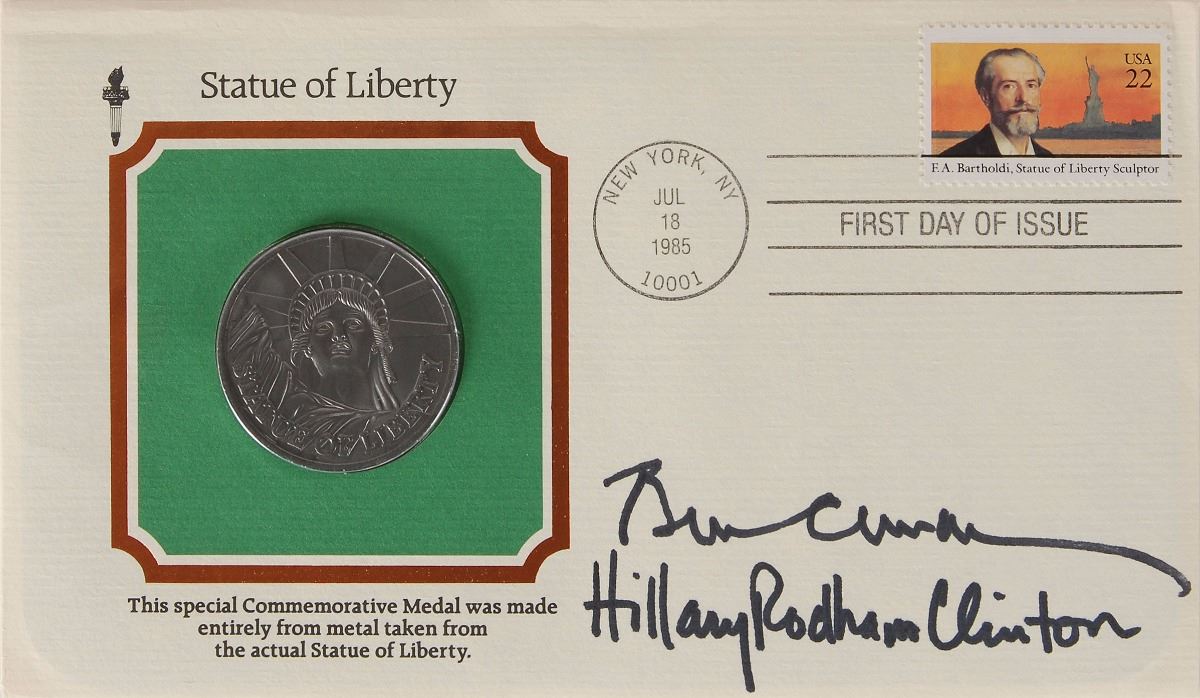 Statue of Liberty
STATUE OF LIBERTY
This special Commemorative Medal was made
entirely from metal taken from
the actual Statue of Liberty.
USA
22
F.A. Bartholdi, Statue of Liberty Sculptor
NEW YORK, NY
JUL
18
1985
10001
FIRST DAY OF ISSUE
Hillary Rodham Clinton